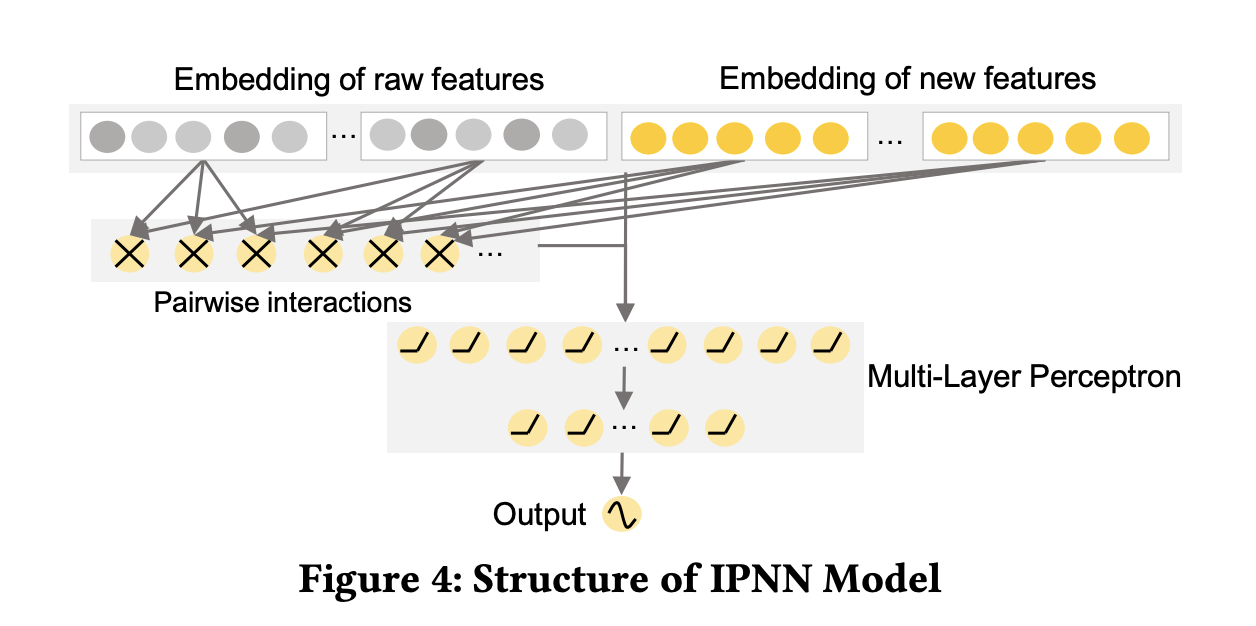 Embedding of raw features
Embedding of new features
...
...
...
Pairwise interactions
...
Multi-Layer Perceptron
...
Output
Figure 4: Structure of IPNN Model